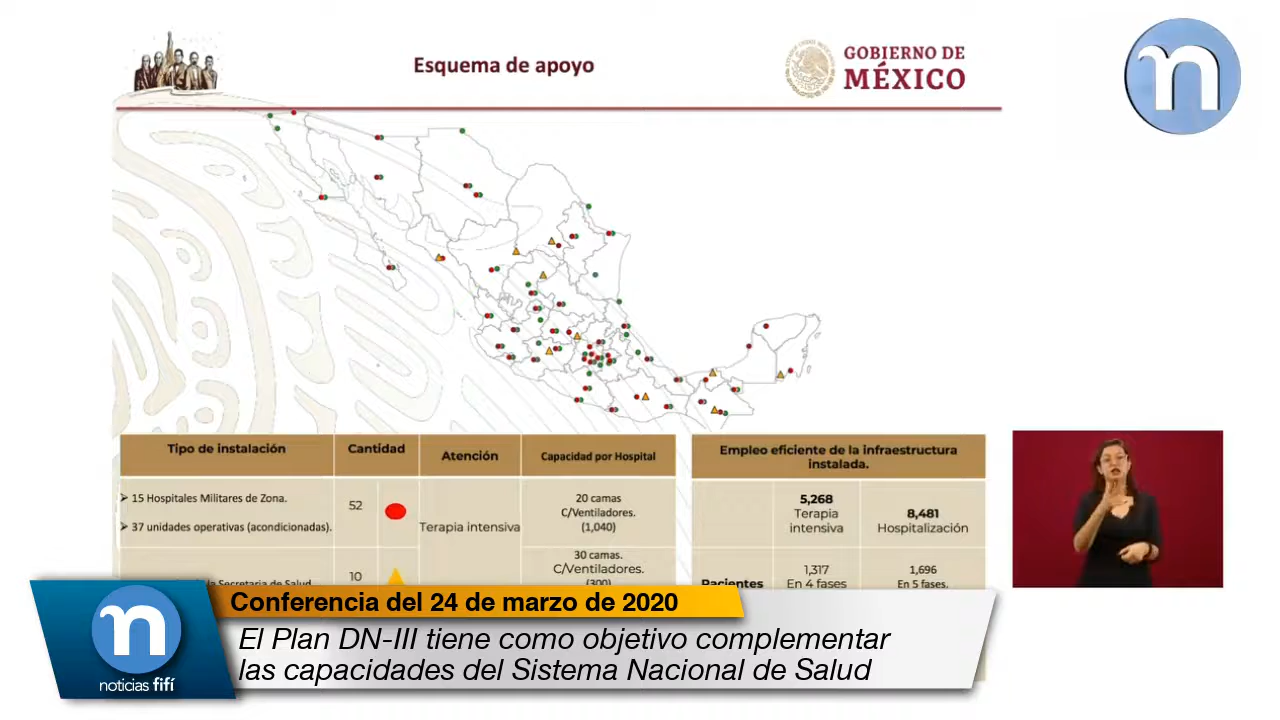 Esquema de apoyo
GOBIERNO DE
MÉXICO
n
Tipo de instalación
Cantidad
Atención
Capacidad por Hospital
➢ 15 Hospitales Militares de Zona.
➢ 37 unidades operativas (acondicionadas).
52
Terapia intensiva
20 camas
C/Ventiladores.
(1,040)
10
30 camas.
C/Ventiladores.
(300)
la Secretaria de Salud
Empleo eficiente de la infraestructura
instalada.
5,268
Terapia
intensiva
8,481
Hospitalización
Pacientes
1,317
En 4 fases
1,696
En 5 fases.
Conferencia del 24 de marzo de 2020
El Plan DN-III tiene como objetivo complementar
las capacidades del Sistema Nacional de Salud
n
noticias fifí